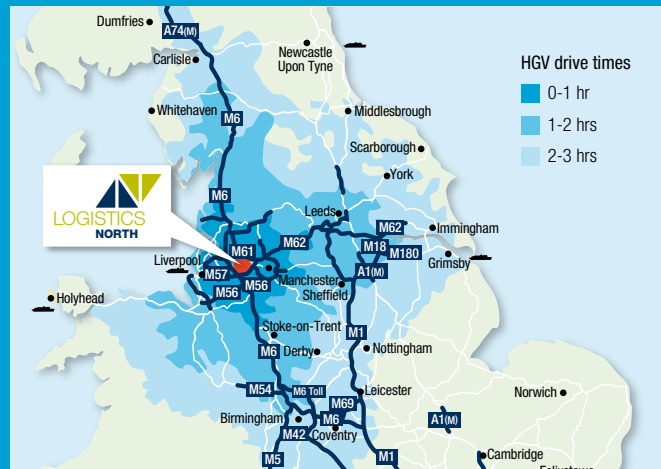 Dumfries
A74(M)
Carlisle
Newcastle
Upon Tyne
HGV drive times
0-1 hr
1-2 hrs
2-3 hrs
Whitehaven
M6
Middlesbrough
Scarborough
York
M6
LOGISTICS
NORTH
Leeds
M62
Immingham
M61
M62
M18
M180
Liverpool
Grimsby
M57
M56
Manchester
A1(M)
M56
Sheffield
Holyhead
Stoke-on-Trent
M1
M6
Derby
Nottingham
M54
M6 Toll
Leicester
Norwich
M69
Birmingham
M6
A1(M)
M42
Coventry
M5
M1
Cambridge
Felixstowe